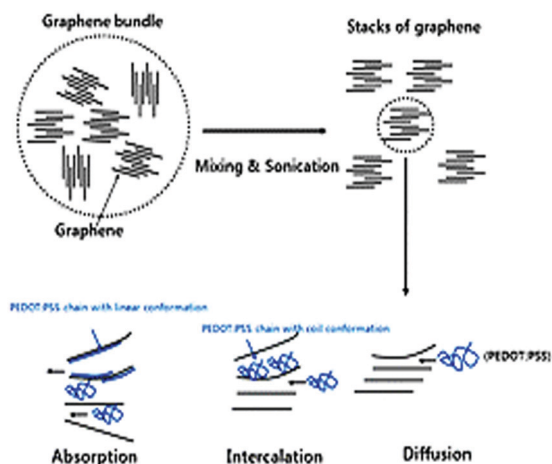 Graphene bundle
Stacks of graphene
Mixing & Sonication
Graphene
PEDOT:PSS chain with linear conformation
PEDOT:PSS chain with coil conformation
(PEDOT:PSS)
Absorption
Intercalation
Diffusion